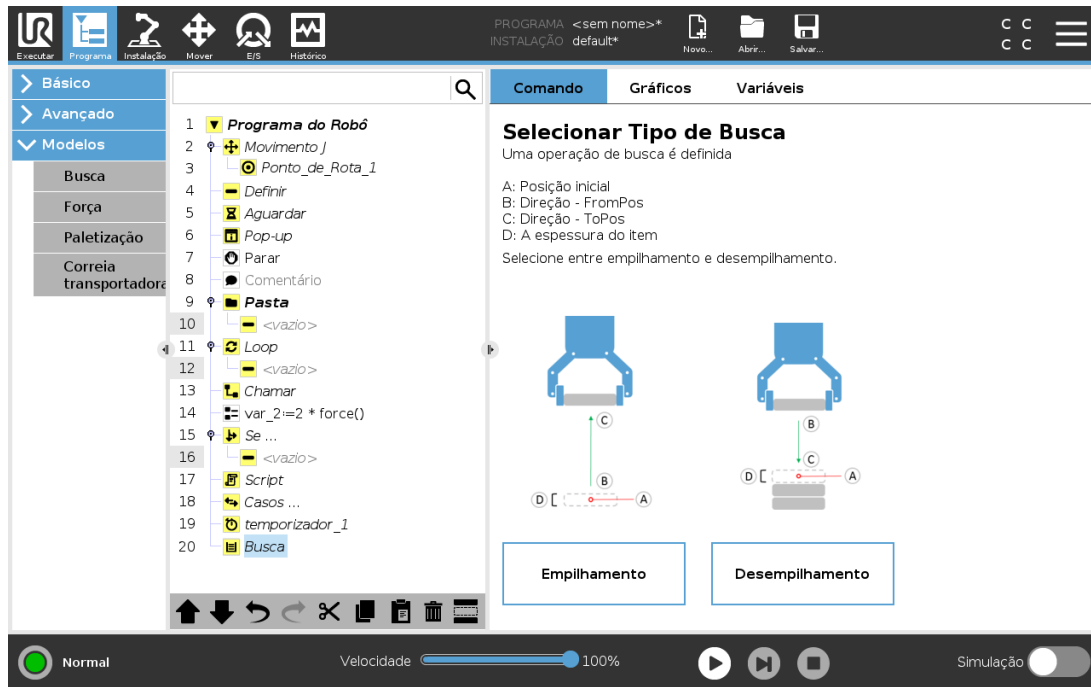 PROGRAMA <sem nome>*
INSTALAÇÃO default*
Executar
Programa
Instalação
Mover
E/S
Histórico
Novo...
Abrir...
Salvar...
C C
C C
Básico
Avançado
Modelos
Busca
Força
Paletização
Correia
transportadora
1 Programa do Robô
2 Movimento J
3 Ponto_de_Rota_1
4 Definir
5 Aguardar
6 Pop-up
7 Parar
8 Comentário
9 Pasta
10 <vazio>
11 Loop
12 <vazio>
13 Chamar
14 var_2:=2 * force()
15 Se ...
16 <vazio>
17 Script
18 Casos ...
19 temporizador_1
20 Busca
Comando
Gráficos
Variáveis
Selecionar Tipo de Busca
Uma operação de busca é definida
A: Posição inicial
B: Direção - FromPos
C: Direção - ToPos
D: A espessura do item
Selecione entre empilhamento e desempilhamento.
C
B
D
A
B
C
D
A
Empilhamento
Desempilhamento
Normal
Velocidade
100%
Simulação